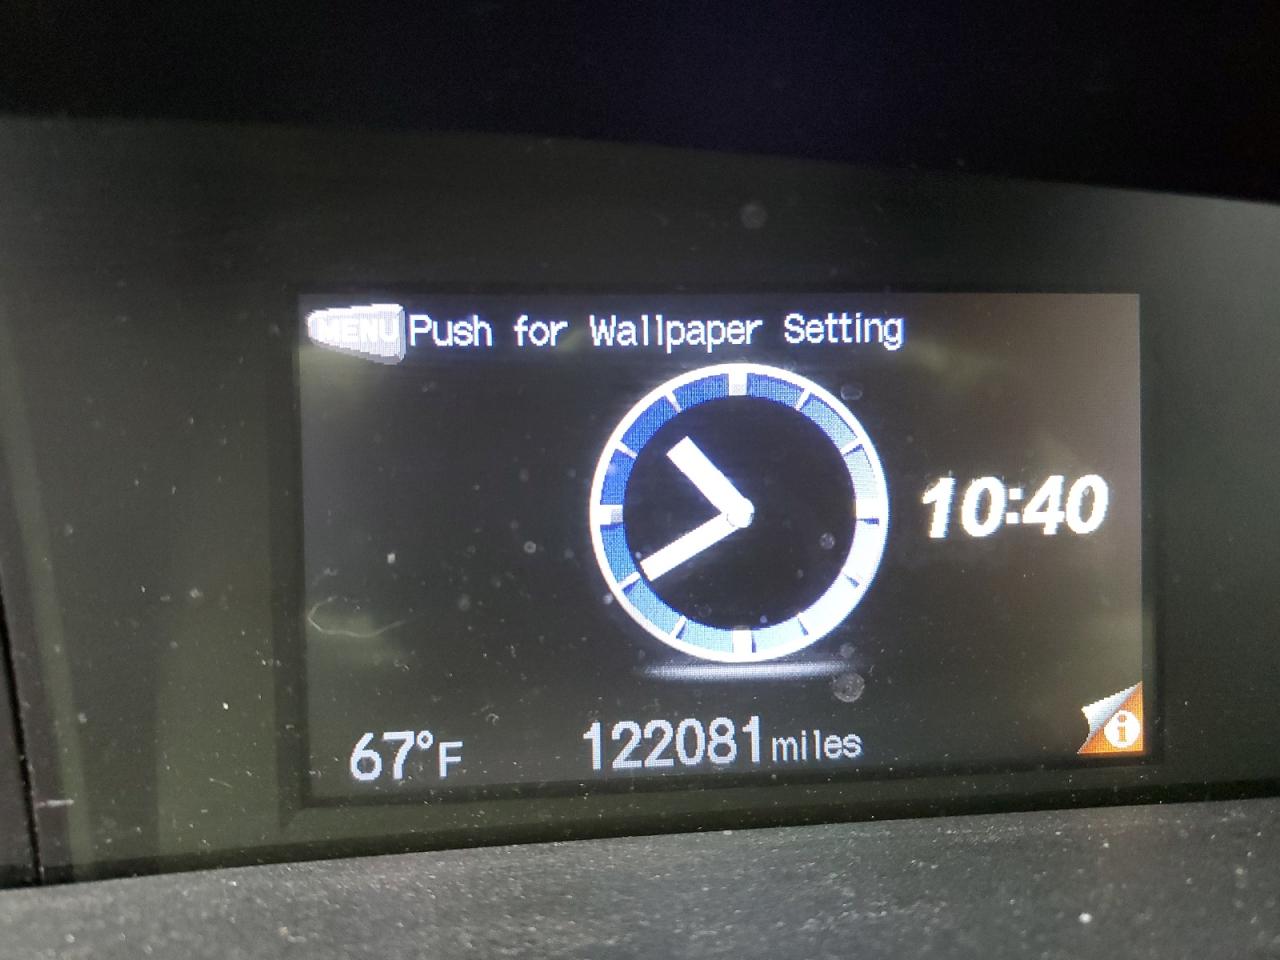 MENU Push for Wallpaper Setting
10:40
67°F 122081 miles
i